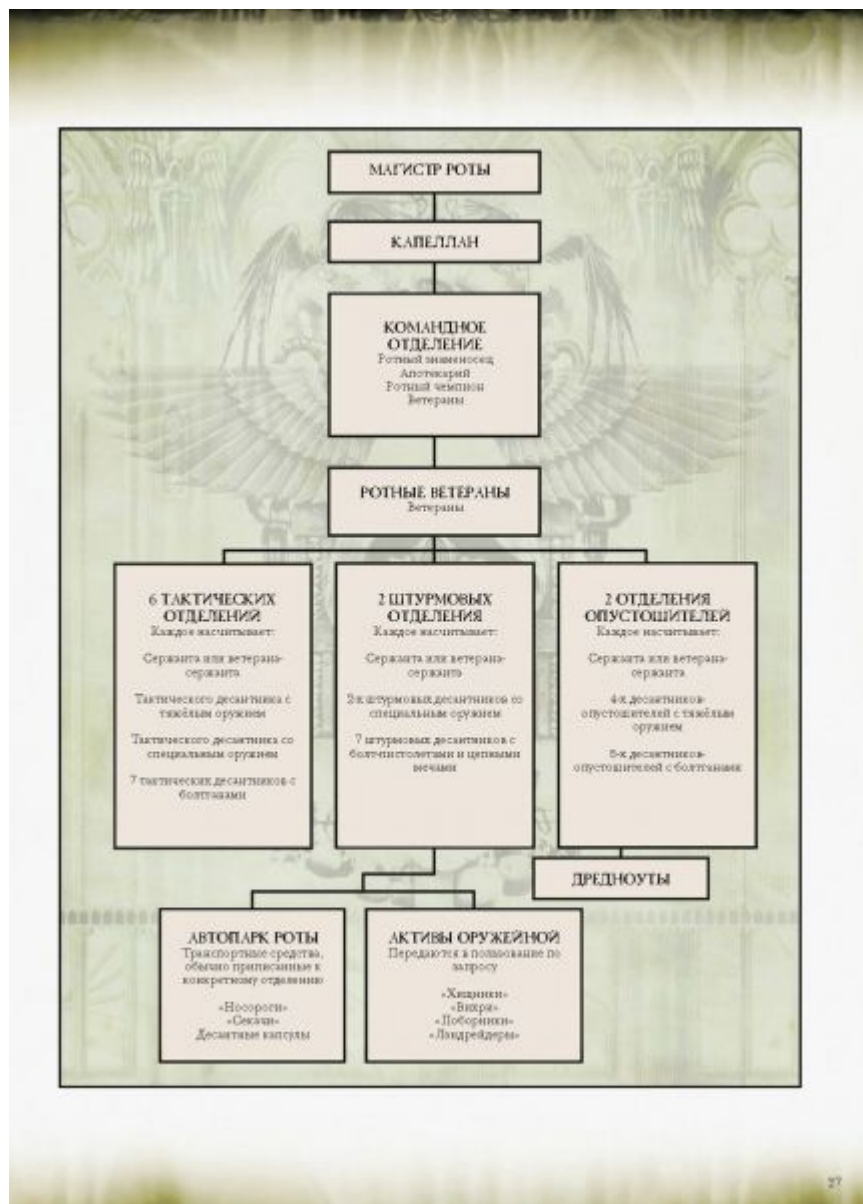 МАГИСТР РОТЫ
КАПЕЛЛАН
КОМАНДНОЕ
ОТДЕЛЕНИЕ
Ротный знаменосец
Апотекарий
Ротный чемпион
Ветераны
РОТНЫЕ ВЕТЕРАНЫ
Ветераны
6 ТАКТИЧЕСКИХ
ОТДЕЛЕНИЙ
Каждое насчитывает:
Сержанта или ветерана-
сержанта
Тактического десантника с
тяжёлым оружием
Тактического десантника со
специальным оружием
7 тактических десантников с
болтганами
2 ШТУРМОВЫХ
ОТДЕЛЕНИЯ
Каждое насчитывает:
Сержанта или ветерана-
сержанта
2-х штурмовых десантников со
специальным оружием
7 штурмовых десантников с
болт-пистолетами и цепными
мечами
2 ОТДЕЛЕНИЯ
ОПУСТОШИТЕЛЕЙ
Каждое насчитывает:
Сержанта или ветерана-
сержанта
4-х десантников-
опустошителей с тяжёлым
оружием
5-х десантников-
опустошителей с болтганами
ДРЕДНОУТЫ
АВТОПАРК РОТЫ
Транспортные средства,
обычно приписанные к
конкретному отделению
«Носороги»
«Секачи»
Десантные капсулы
АКТИВЫ ОРУЖЕЙНОЙ
Передаются в пользование по
запросу
«Хищники»
«Вихри»
«Поборники»
«Лэндрейдеры»
27